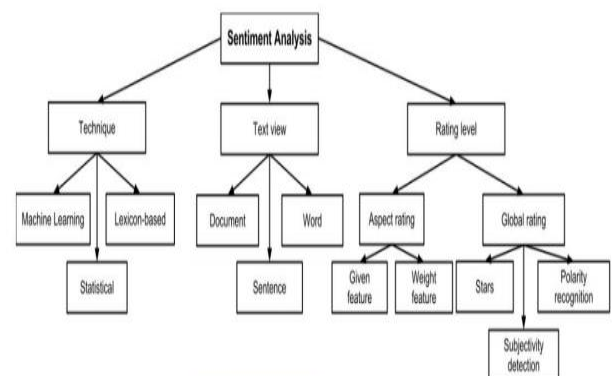 Sentiment Analysis
Technique
Text view
Rating level
Machine Learning
Lexicon-based
Document
Word
Aspect rating
Global rating
Statistical
Sentence
Given
feature
Weight
feature
Stars
Polarity
recognition
Subjectivity
detection